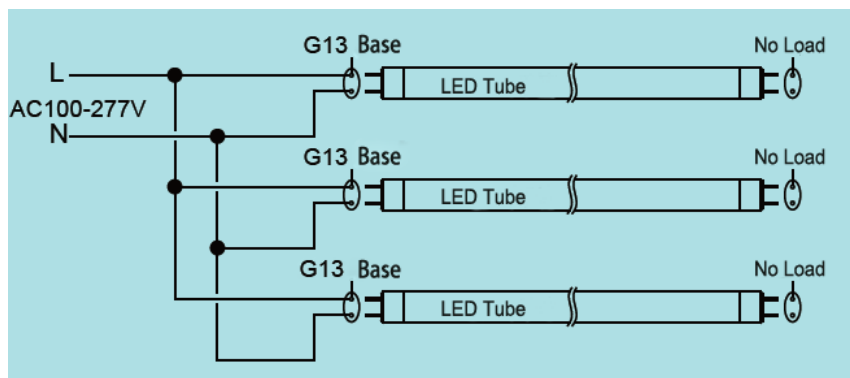 G13 Base No Load
L
LED Tube
AC100-277V
N
G13 Base No Load
LED Tube
G13 Base No Load
LED Tube